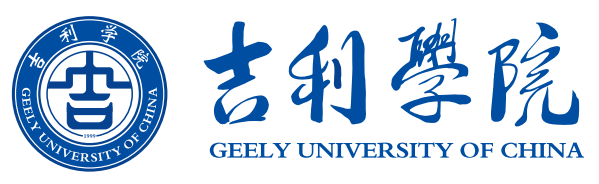 吉利学院
GEELY UNIVERSITY OF CHINA
1999
吉利學院
GEELY UNIVERSITY OF CHINA